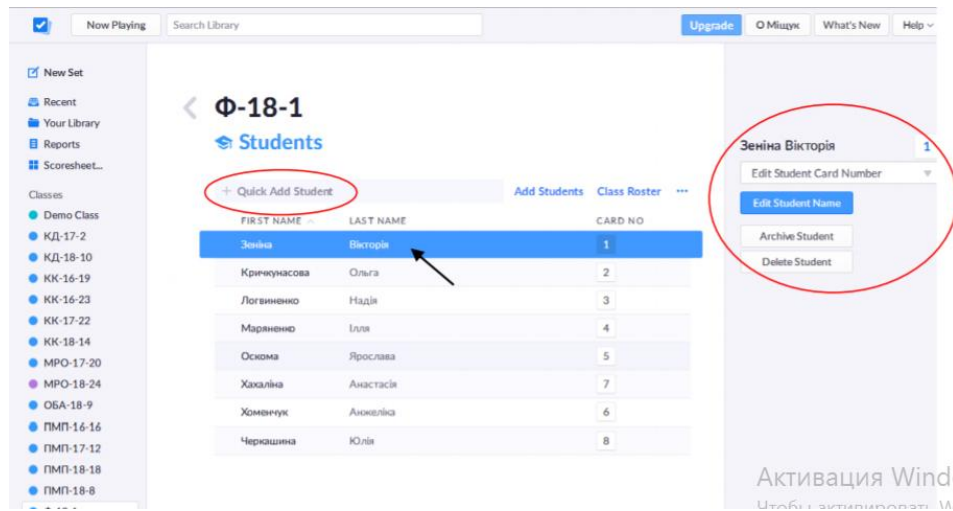 Now Playing
Search Library
Upgrade
О Міщук
What's New
Help
New Set
Recent
Your Library
Reports
Scoresheet...
Classes
Demo Class
КД-17-2
КД-18-10
КК-16-19
КК-16-23
КК-17-22
КК-18-14
МРО-17-20
МРО-18-24
ОБА-18-9
ПМП-16-16
ПМП-17-12
ПМП-18-18
ПМП-18-8
Ф-18-1
Students
+ Quick Add Student
Add Students Class Roster ...
FIRST NAME LAST NAME CARD NO
Зеніна Вікторія 1
Кричкунасова Ольга 2
Логвиненко Надія 3
Маряненко Ілля 4
Оскома Ярослава 5
Хахаліна Анастасія 7
Хоменчук Анжеліка 6
Черкашина Юлія 8
Зеніна Вікторія 1
Edit Student Card Number
Edit Student Name
Archive Student
Delete Student
Активация Wind
Чтобы активировать W